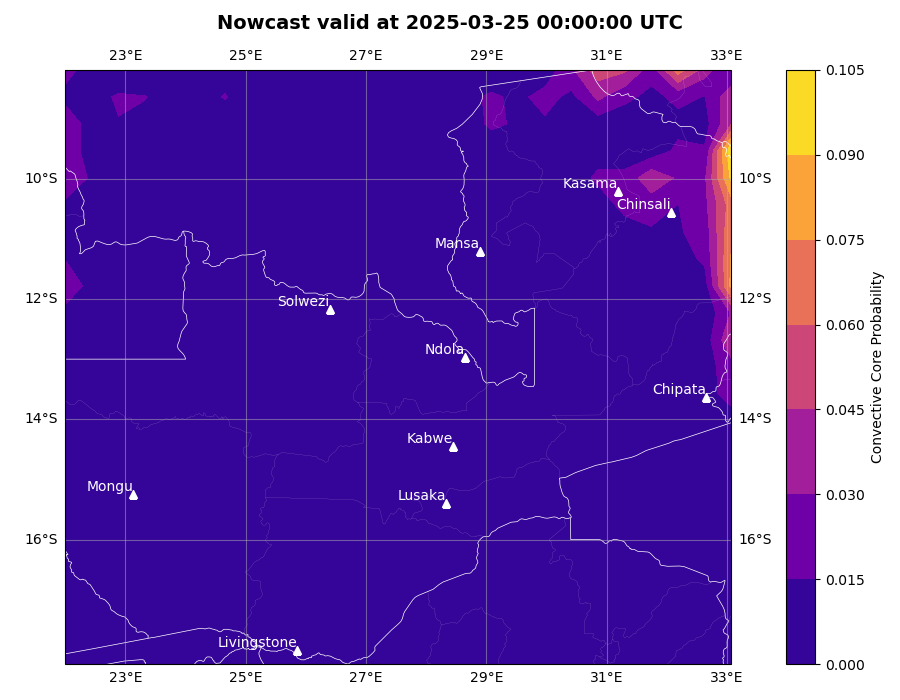 Nowcast valid at 2025-03-25 00:00:00 UTC
23°E 25°E 27°E 29°E 31°E 33°E
0.105
0.090
10°S Kasama 10°S
Chinsali
0.075
Mansa
12°S Solwezi 12°S
0.060
Ndola
Chipata
0.045
14°S 14°S
Kabwe
Mongu Lusaka
0.030
16°S 16°S
0.015
Livingstone
0.000
23°E 25°E 27°E 29°E 31°E 33°E
Convective Core Probability